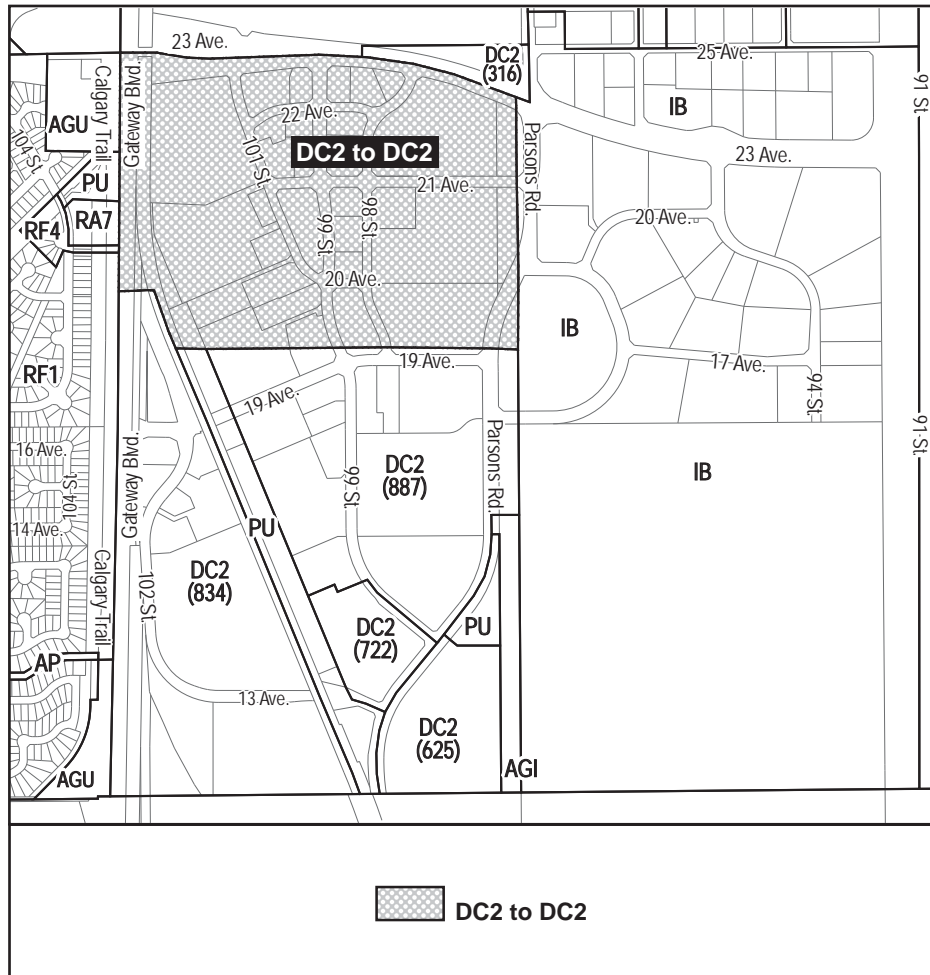 23 Ave.
25 Ave.
DC2
(316)
91 St.
Calgary Trail
Gateway Blvd.
AGU
104 St.
IB
22 Ave.
101 St.
DC2 to DC2
Parsons Rd.
23 Ave.
PU
21 Ave.
RA7
RF4
99 St.
98 St.
20 Ave.
20 Ave.
IB
RF1
19 Ave.
17 Ave.
94 St.
19 Ave.
91 St.
16 Ave.
104 St.
Gateway Blvd.
99 St.
DC2
(887)
Parsons Rd.
IB
14 Ave.
PU
Calgary Trail
102 St.
DC2
(834)
DC2
(722)
PU
AP
13 Ave.
DC2
(625)
AGU
AGI
DC2 to DC2